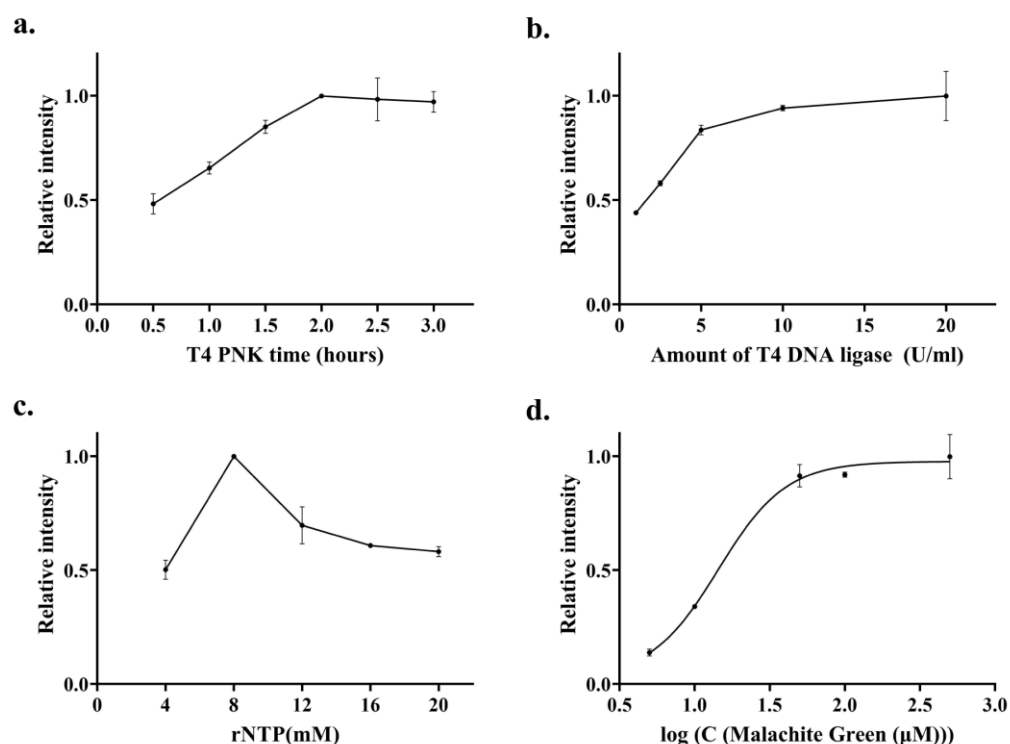 a.
Relative intensity
1.0
0.5
0.0
0.0 0.5 1.0 1.5 2.0 2.5 3.0
T4 PNK time (hours)
b.
Relative intensity
1.0
0.5
0.0
0 5 10 15 20
Amount of T4 DNA ligase (U/ml)
c.
Relative intensity
1.0
0.5
0.0
0 4 8 12 16 20
rNTP(mM)
d.
Relative intensity
1.0
0.5
0.0
0.5 1.0 1.5 2.0 2.5 3.0
log (C (Malachite Green (μM)))